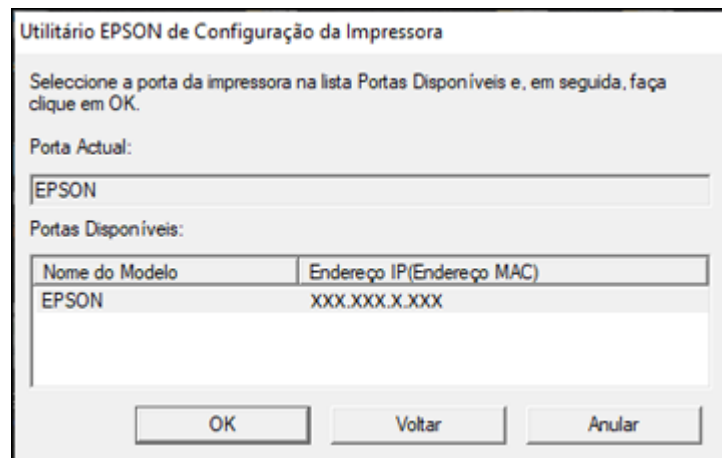 Utilitário EPSON de Configuração da Impressora
Seleccione a porta da impressora na lista Portas Disponíveis e, em seguida, faça
clique em OK.
Porta Actual:
EPSON
Portas Disponíveis:
Nome do Modelo Endereço IP(Endereço MAC)
EPSON XXX.XXX.X.XXX
OK Voltar Anular